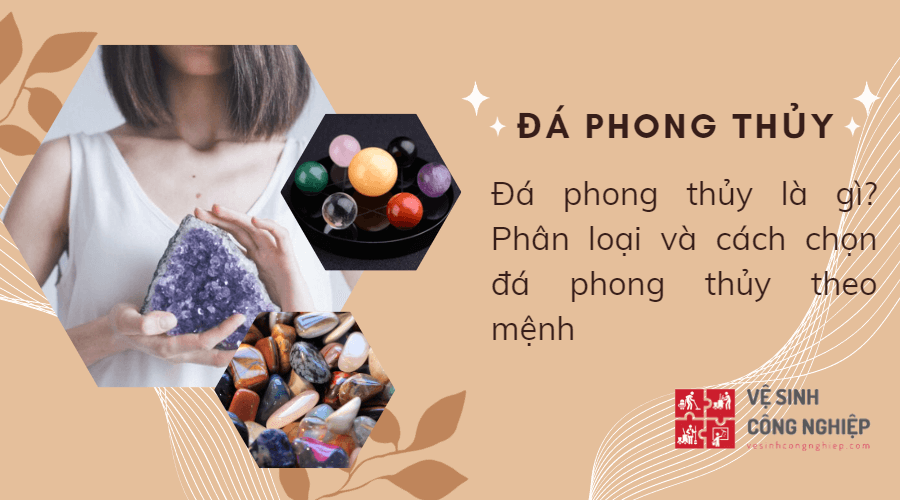 ĐÁ PHONG THỦY
Đá phong thủy là gì?
Phân loại và cách chọn
đá phong thủy theo
mệnh
VỆ SINH
CÔNG NGHIỆP
vesinhcongnghiep.com